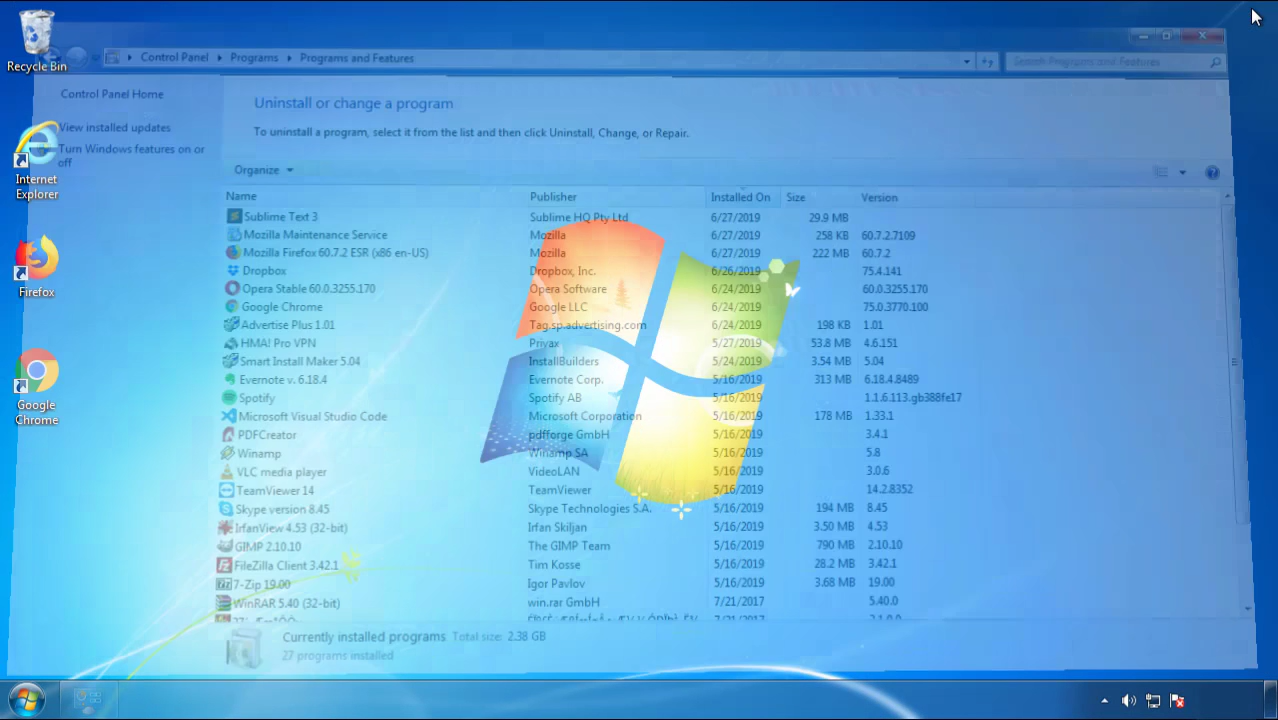 Recycle Bin
Internet
Explorer
Firefox
Google
Chrome
Control Panel Programs Programs and Features
Search Programs and Features
Control Panel Home
View installed updates
Turn Windows features on or
off
Uninstall or change a program
To uninstall a program, select it from the list and then click Uninstall, Change, or Repair.
Organize
Name Publisher Installed On Size Version
Sublime Text 3 Sublime HQ Pty Ltd 6/27/2019 29.9 MB
Mozilla Maintenance Service Mozilla 6/27/2019 258 KB 60.7.2.7109
Mozilla Firefox 60.7.2 ESR (x86 en-US) Mozilla 6/27/2019 222 MB 60.7.2
Dropbox Dropbox, Inc. 6/26/2019 75.4.141
Opera Stable 60.0.3255.170 Opera Software 6/24/2019 60.0.3255.170
Google Chrome Google LLC 6/24/2019 75.0.3770.100
Advertise Plus 1.01 Tag.sp.advertising.com 6/24/2019 198 KB 1.01
HMA! Pro VPN Privax 5/27/2019 53.8 MB 4.6.151
Smart Install Maker 5.04 InstallBuilders 5/24/2019 3.54 MB 5.04
Evernote v. 6.18.4 Evernote Corp. 5/16/2019 313 MB 6.18.4.8489
Spotify Spotify AB 5/16/2019 1.1.6.113.gb388fe17
Microsoft Visual Studio Code Microsoft Corporation 5/16/2019 178 MB 1.33.1
PDFCreator pdfforge GmbH 5/16/2019 3.4.1
Winamp Winamp SA 5/16/2019 5.8
VLC media player VideoLAN 5/16/2019 3.0.6
TeamViewer 14 TeamViewer 5/16/2019 14.2.8352
Skype version 8.45 Skype Technologies S.A. 5/16/2019 194 MB 8.45
IrfanView 4.53 (32-bit) Irfan Skiljan 5/16/2019 3.50 MB 4.53
GIMP 2.10.10 The GIMP Team 5/16/2019 790 MB 2.10.10
FileZilla Client 3.42.1 Tim Kosse 5/16/2019 28.2 MB 3.42.1
7-Zip 19.00 Igor Pavlov 5/16/2019 3.68 MB 19.00
WinRAR 5.40 (32-bit) win.rar GmbH 7/21/2017 5.40.0
7/21/2017
Currently installed programs Total size: 2.38 GB
27 programs installed